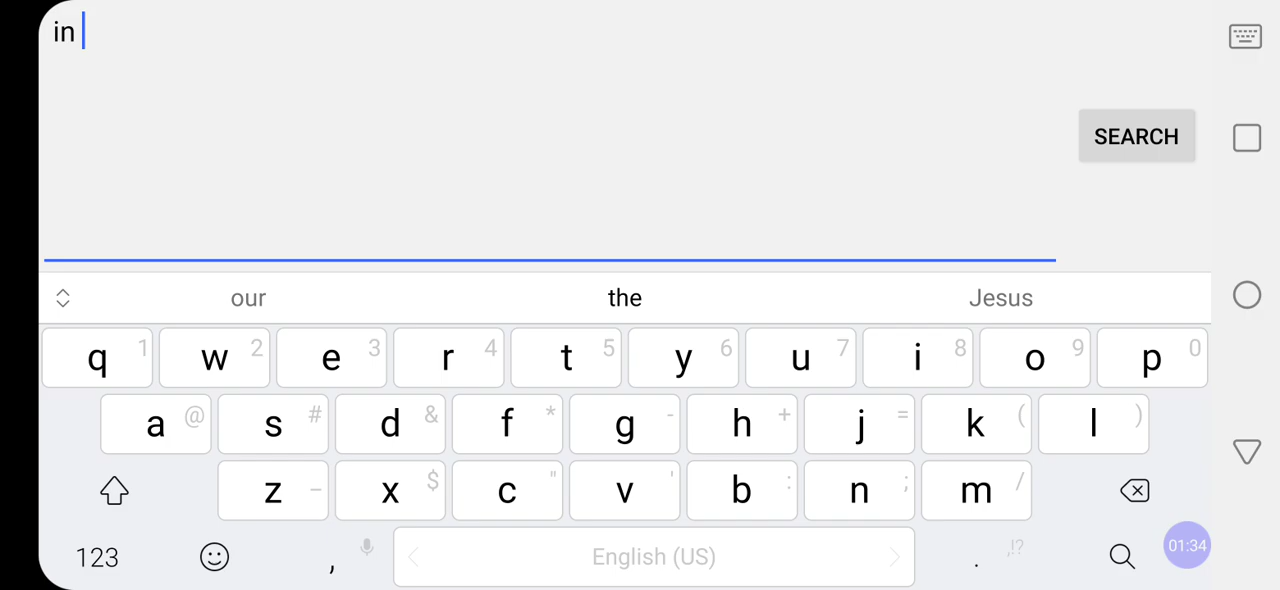 in
SEARCH
our the Jesus
q 1 w 2 e 3 r 4 t 5 y 6 u 7 i 8 o 9 p 0
a @ s # d & f * g - h + j = k ( l )
z _ x $ c " v ' b : n ; m /
123 , English (US) . ,!?
01:34